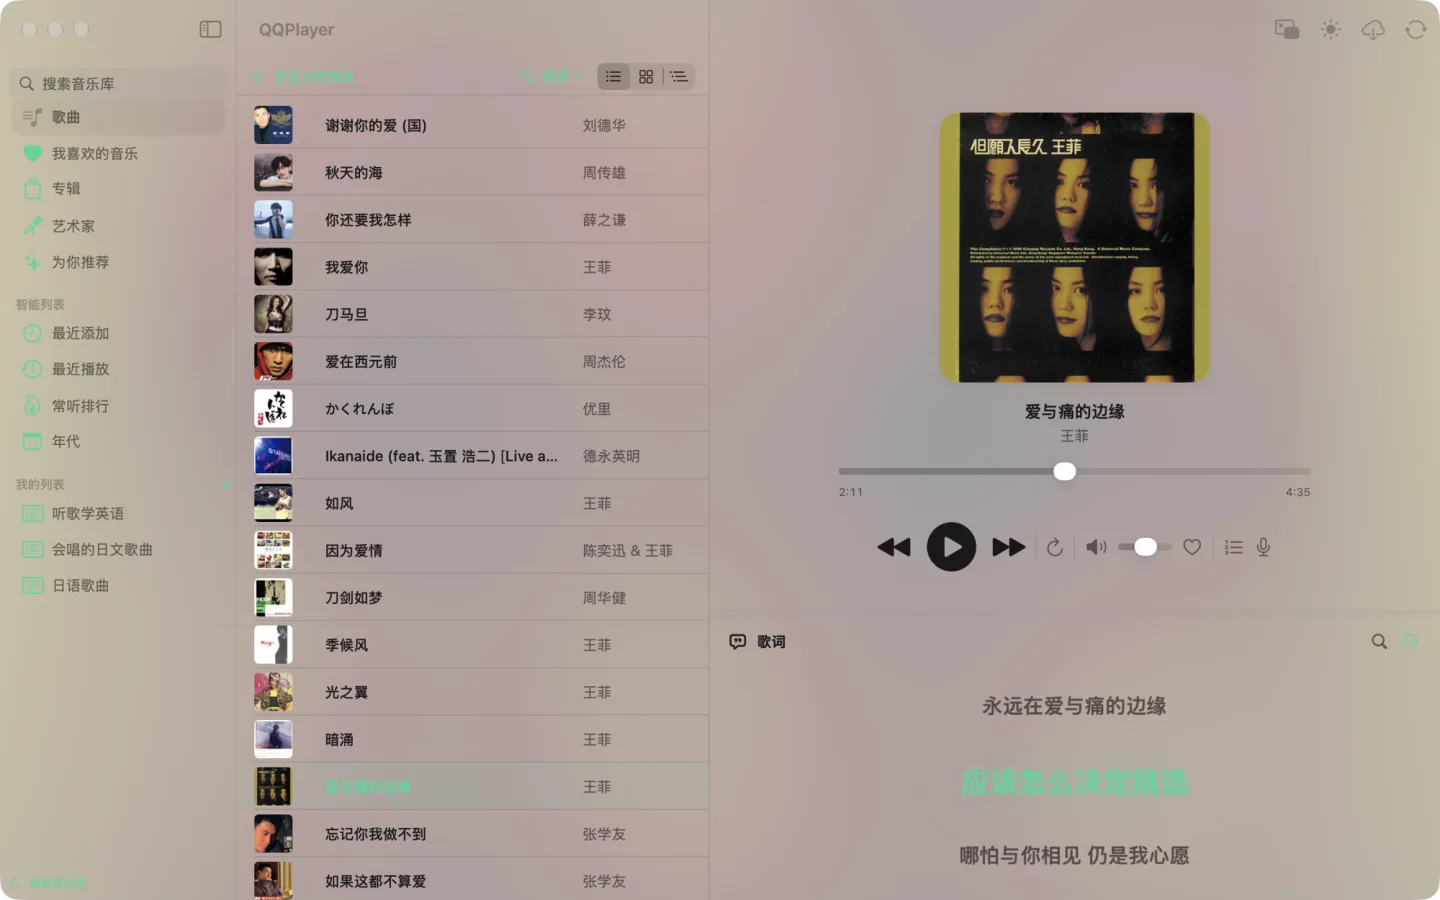 QQPlayer
搜索音乐库
歌曲
我喜欢的音乐
专辑
艺术家
为你推荐
智能列表
最近添加
最近播放
常听排行
年代
我的列表
听歌学英语
会唱的日文歌曲
日语歌曲
谢谢你的爱 (国) 刘德华
秋天的海 周传雄
你还要我怎样 薛之谦
我爱你 王菲
刀马旦 李玟
爱在西元前 周杰伦
かくれんぼ 优里
Ikanaide (feat. 玉置 浩二) [Live a... 德永英明
如风 王菲
因为爱情 陈奕迅 & 王菲
刀剑如梦 周华健
季候风 王菲
光之翼 王菲
暗涌 王菲
爱与痛的边缘 王菲
忘记你我做不到 张学友
如果这都不算爱 张学友
但願人長久 王菲
爱与痛的边缘
王菲
2:11
4:35
歌词
永远在爱与痛的边缘
应该怎么决定挑选
哪怕与你相见 仍是我心愿